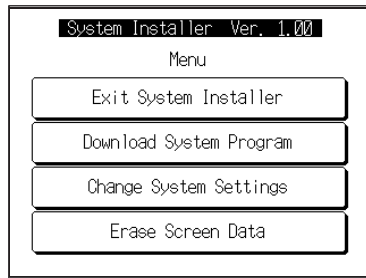 System Installer Ver. 1.00
Menu
Exit System Installer
Download System Program
Change System Settings
Erase Screen Data